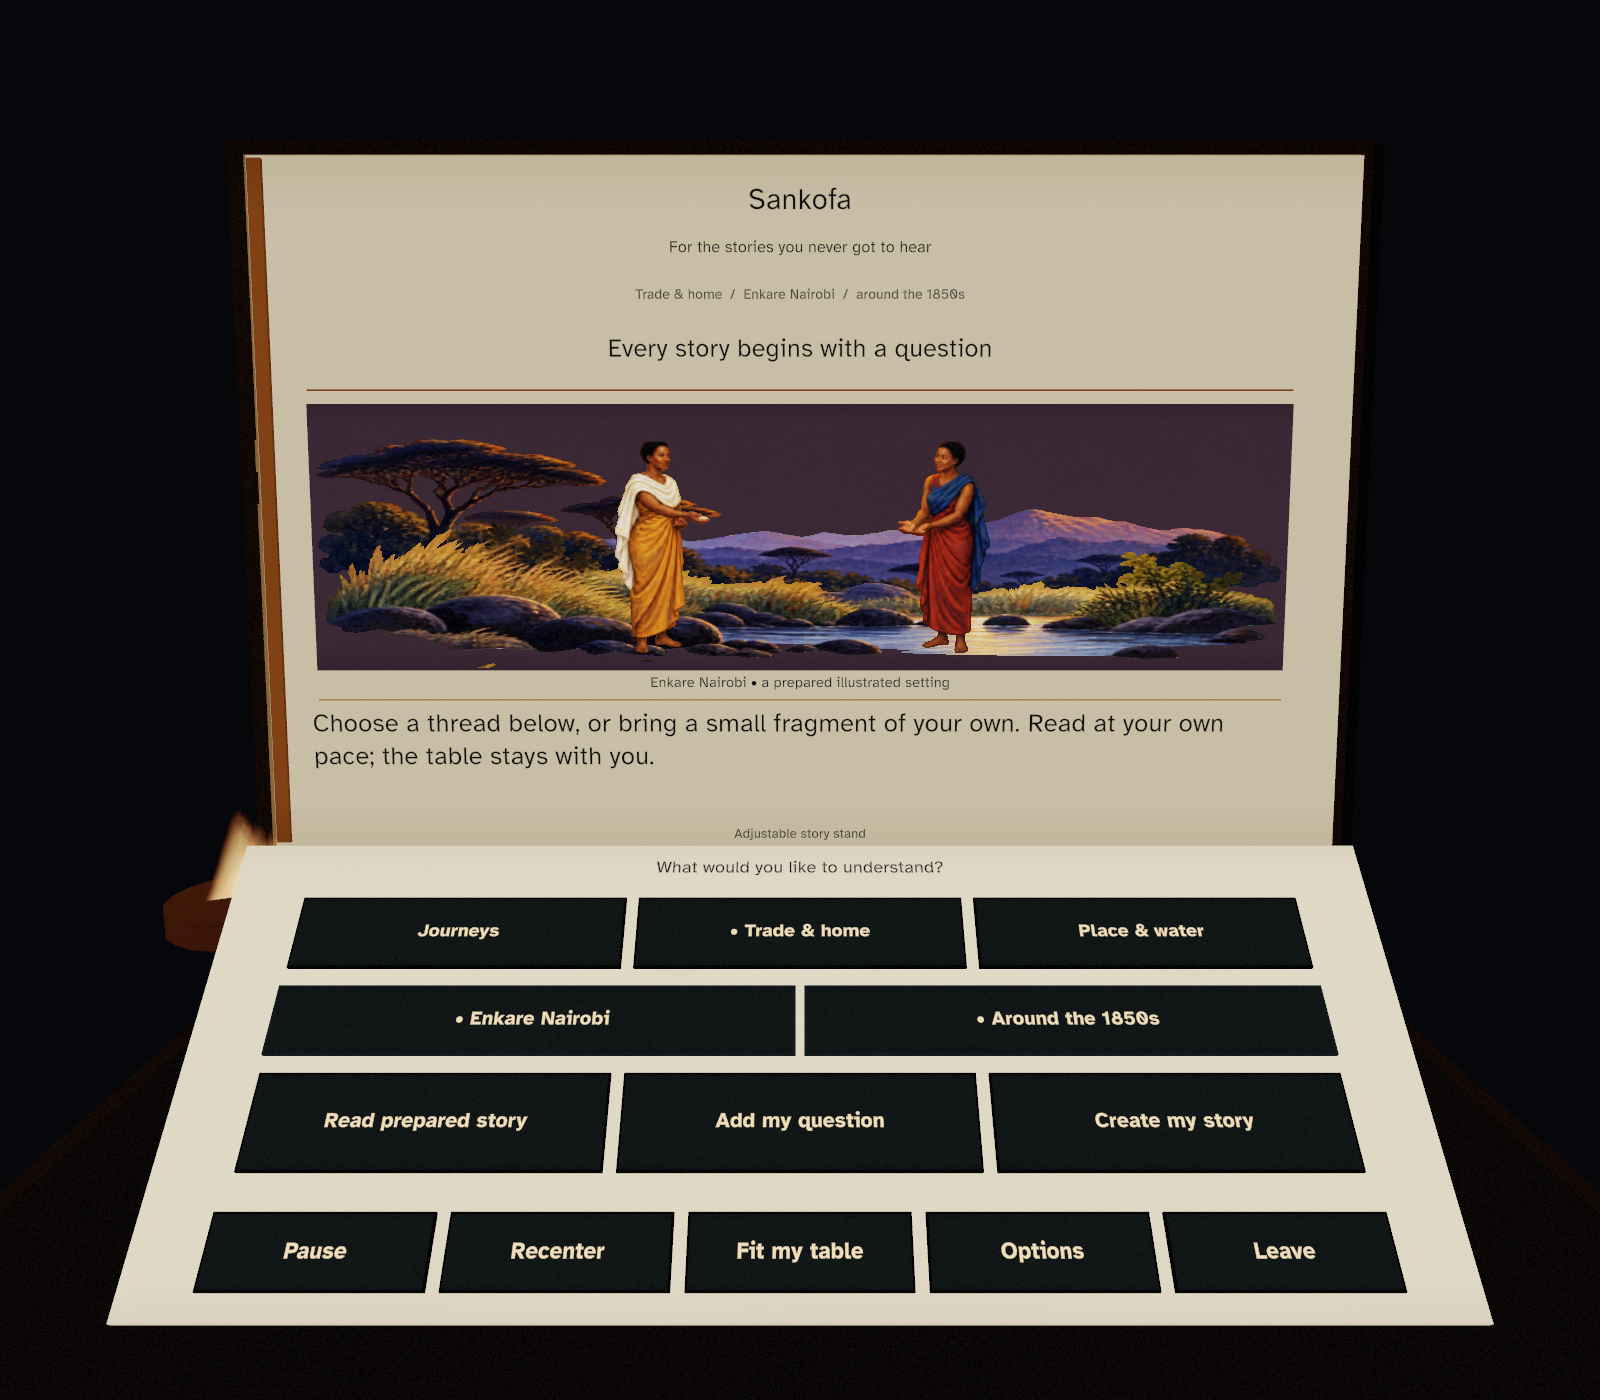 Sankofa
For the stories you never got to hear
Trade & home / Enkare Nairobi / around the 1850s
Every story begins with a question
Enkare Nairobi • a prepared illustrated setting
Choose a thread below, or bring a small fragment of your own. Read at your own
pace; the table stays with you.
Adjustable story stand
What would you like to understand?
Journeys
• Trade & home
Place & water
• Enkare Nairobi
• Around the 1850s
Read prepared story
Add my question
Create my story
Pause
Recenter
Fit my table
Options
Leave